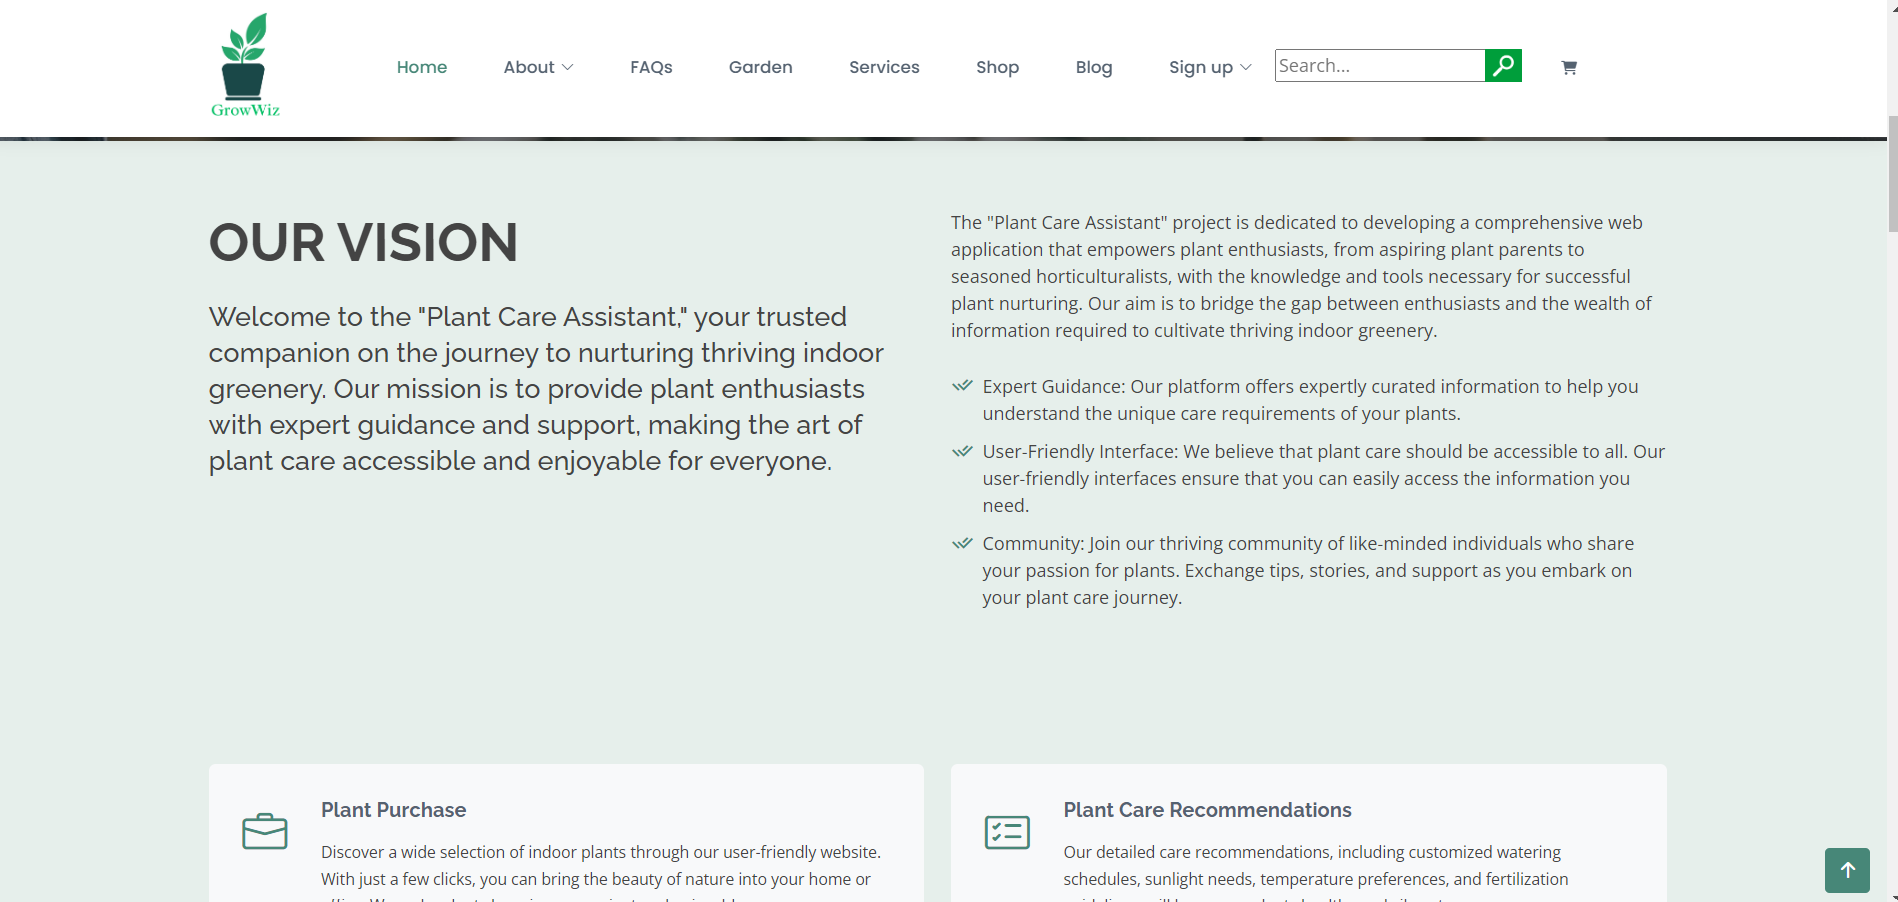 GrowWiz
Home
About
FAQs
Garden
Services
Shop
Blog
Sign up
Search...
OUR VISION
Welcome to the "Plant Care Assistant," your trusted
companion on the journey to nurturing thriving indoor
greenery. Our mission is to provide plant enthusiasts
with expert guidance and support, making the art of
plant care accessible and enjoyable for everyone.
The "Plant Care Assistant" project is dedicated to developing a comprehensive web
application that empowers plant enthusiasts, from aspiring plant parents to
seasoned horticulturalists, with the knowledge and tools necessary for successful
plant nurturing. Our aim is to bridge the gap between enthusiasts and the wealth of
information required to cultivate thriving indoor greenery.
Expert Guidance: Our platform offers expertly curated information to help you
understand the unique care requirements of your plants.
User-Friendly Interface: We believe that plant care should be accessible to all. Our
user-friendly interfaces ensure that you can easily access the information you
need.
Community: Join our thriving community of like-minded individuals who share
your passion for plants. Exchange tips, stories, and support as you embark on
your plant care journey.
Plant Purchase
Discover a wide selection of indoor plants through our user-friendly website.
With just a few clicks, you can bring the beauty of nature into your home or
Plant Care Recommendations
Our detailed care recommendations, including customized watering
schedules, sunlight needs, temperature preferences, and fertilization